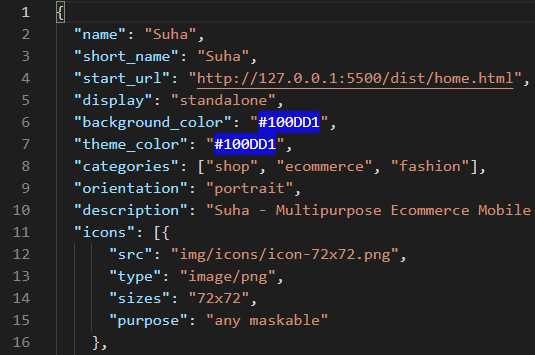 1 {
2 "name": "Suha",
3 "short_name": "Suha",
4 "start_url": "http://127.0.0.1:5500/dist/home.html",
5 "display": "standalone",
6 "background_color": "#100DD1",
7 "theme_color": "#100DD1",
8 "categories": ["shop", "ecommerce", "fashion"],
9 "orientation": "portrait",
10 "description": "Suha - Multipurpose Ecommerce Mobile
11 "icons": [{
12 "src": "img/icons/icon-72x72.png",
13 "type": "image/png",
14 "sizes": "72x72",
15 "purpose": "any maskable"
16 },